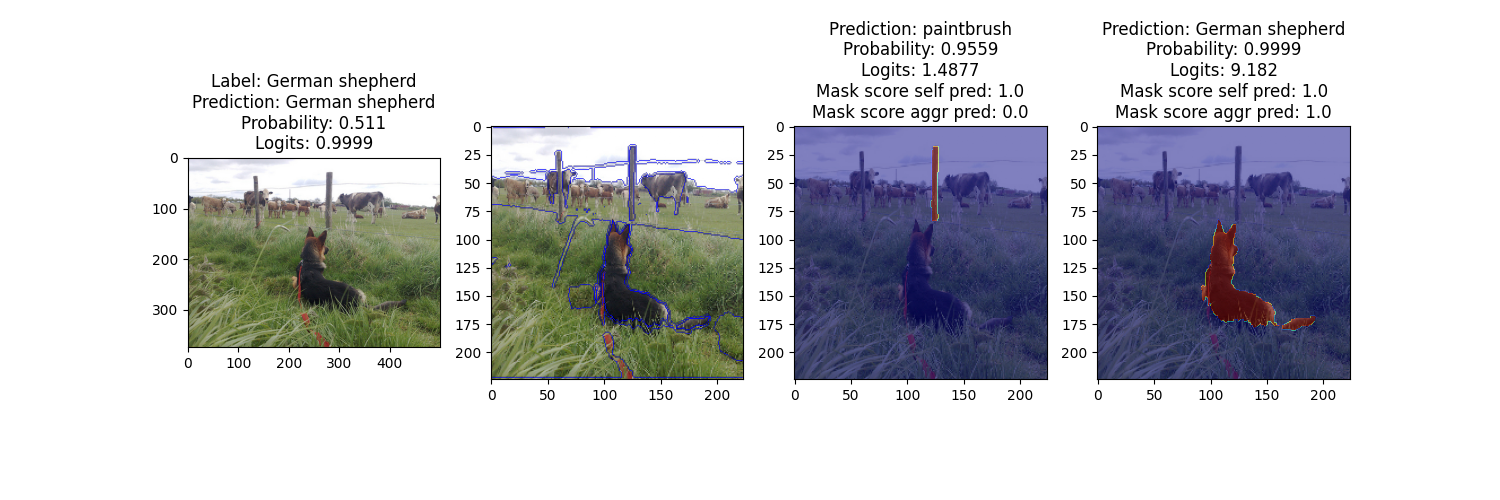 Label: German shepherd
Prediction: German shepherd
Probability: 0.511
Logits: 0.9999
0
100
200
300
0 100 200 300 400
0
25
50
75
100
125
150
175
200
0 50 100 150 200
Prediction: paintbrush
Probability: 0.9559
Logits: 1.4877
Mask score self pred: 1.0
Mask score aggr pred: 0.0
0
25
50
75
100
125
150
175
200
0 50 100 150 200
Prediction: German shepherd
Probability: 0.9999
Logits: 9.182
Mask score self pred: 1.0
Mask score aggr pred: 1.0
0
25
50
75
100
125
150
175
200
0 50 100 150 200